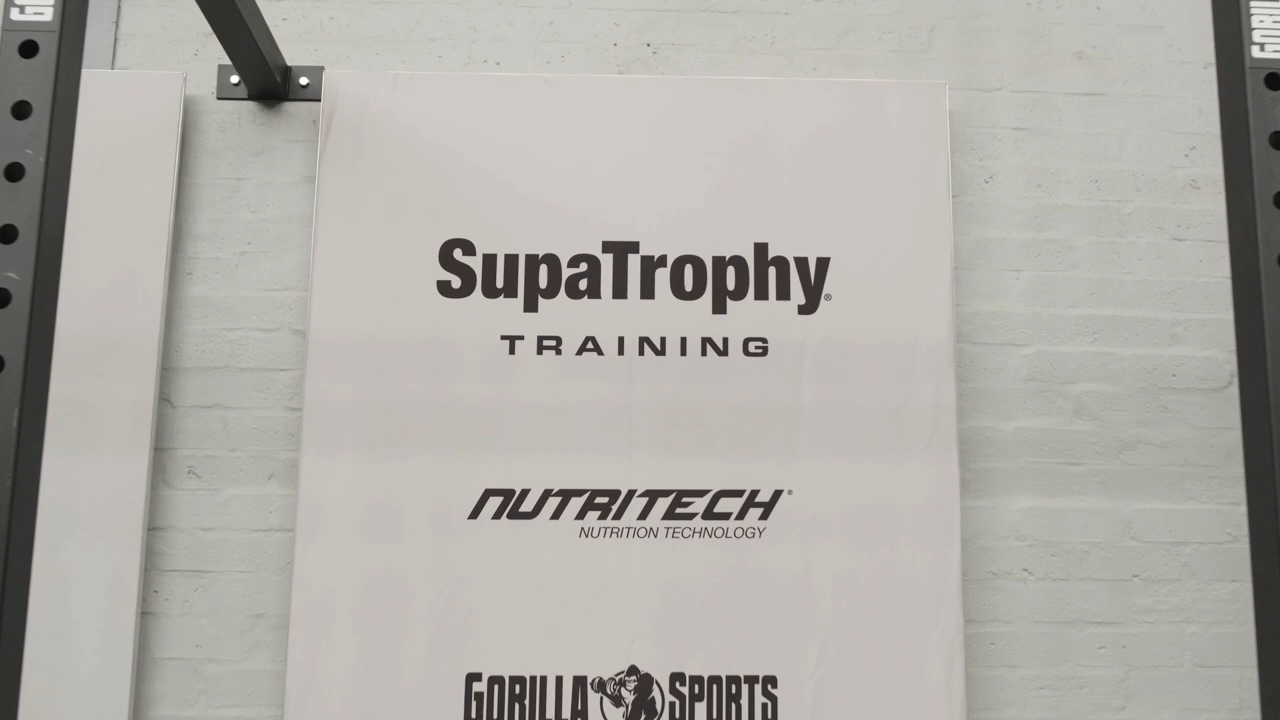 SupaTrophy®
TRAINING
NUTRITECH®
NUTRITION TECHNOLOGY
GORILLA SPORTS